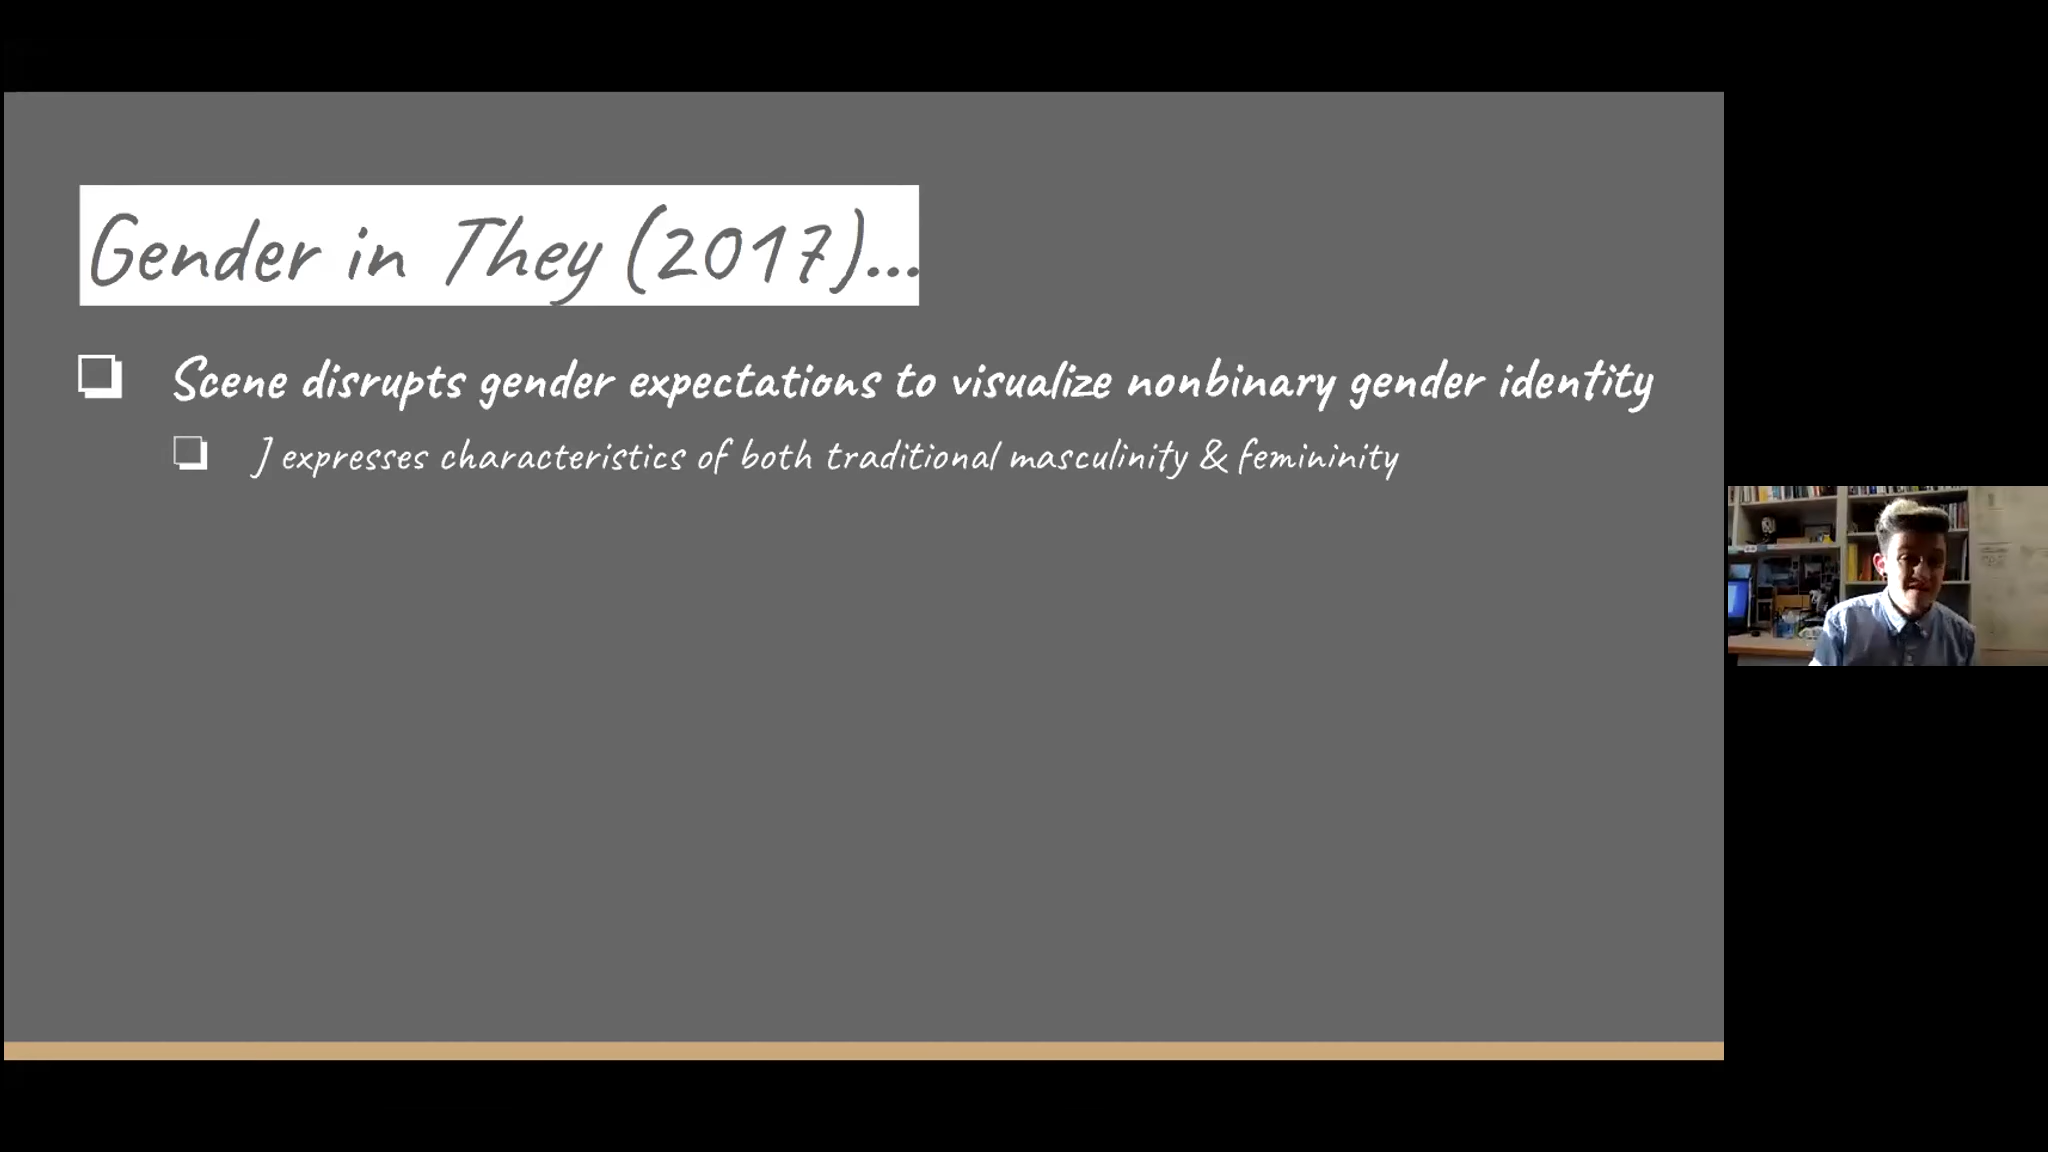 Gender in They (2017)...
Scene disrupts gender expectations to visualize nonbinary gender identity
J expresses characteristics of both traditional masculinity & femininity